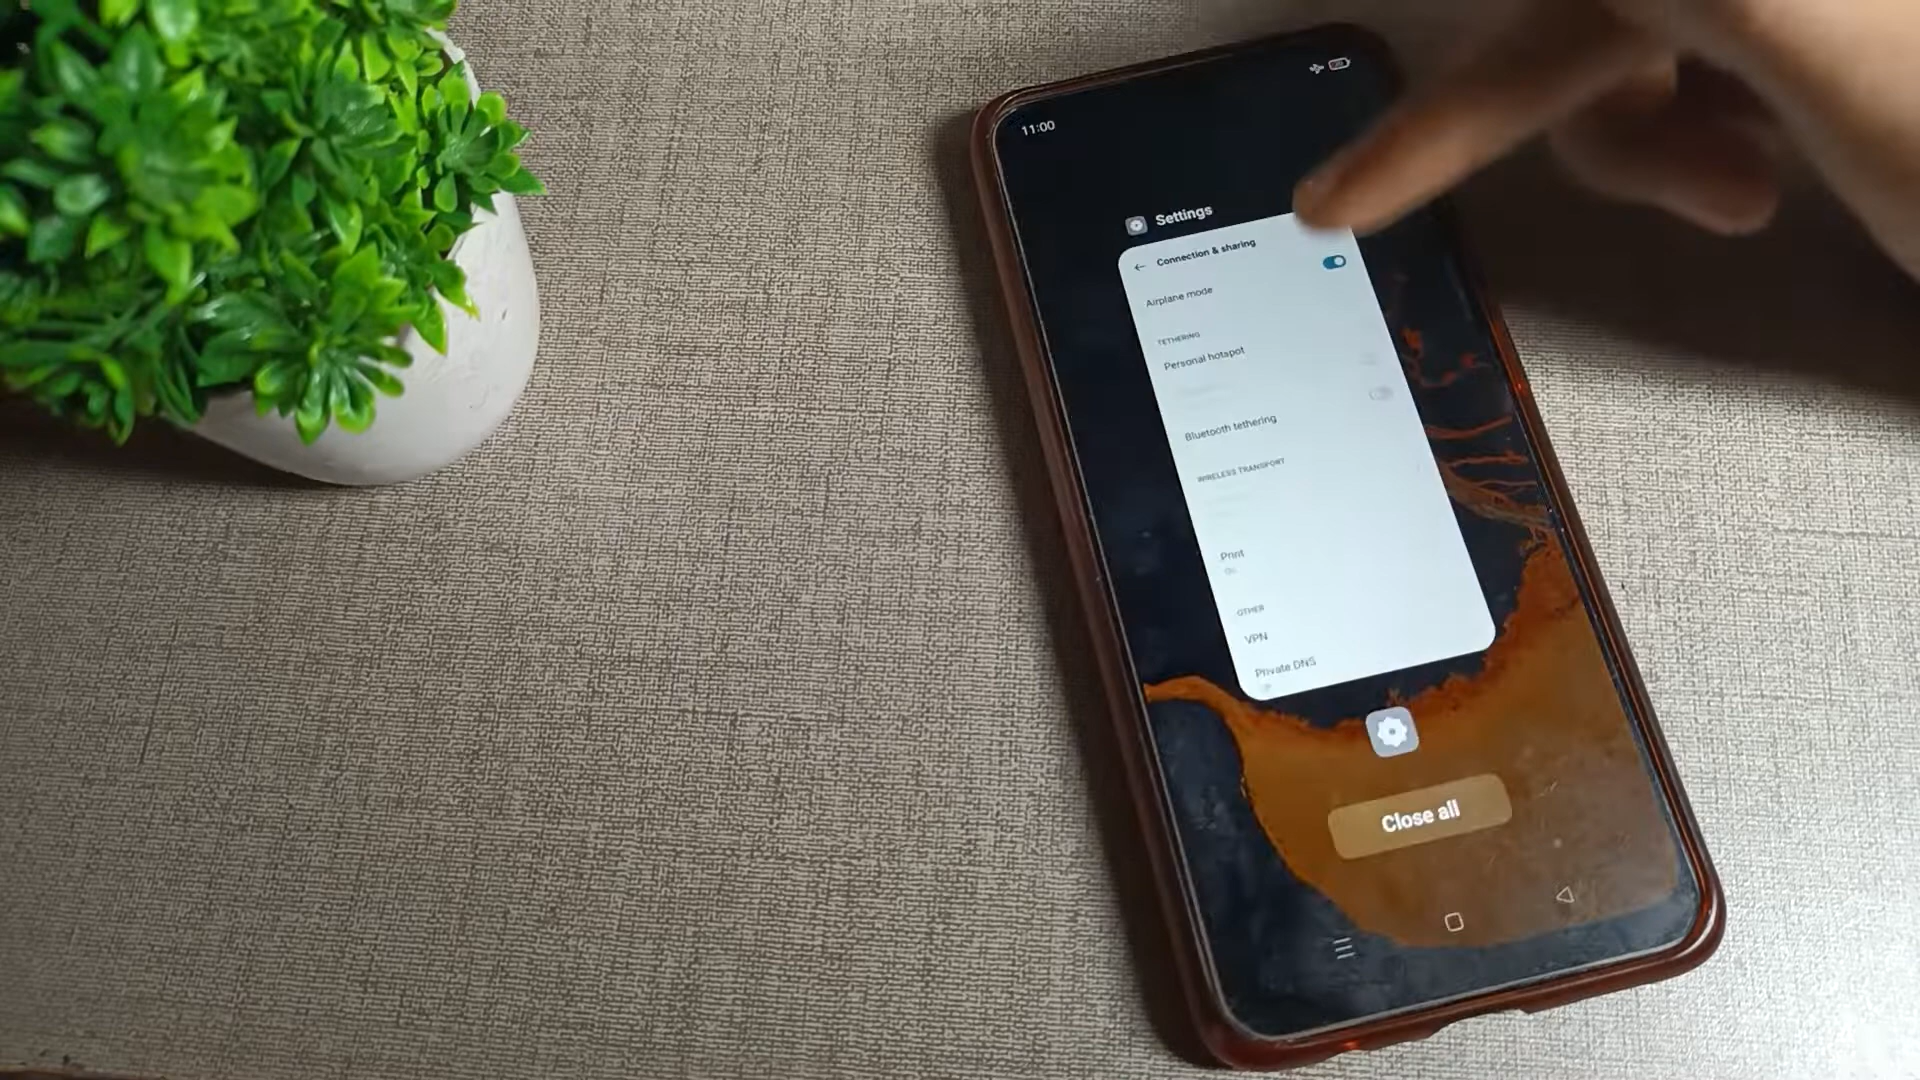 11:00
Settings
Connection & sharing
Airplane mode
TETHERING
Personal hotspot
Bluetooth tethering
WIRELESS TRANSPORT
Print
OTHER
VPN
Private DNS
Close all